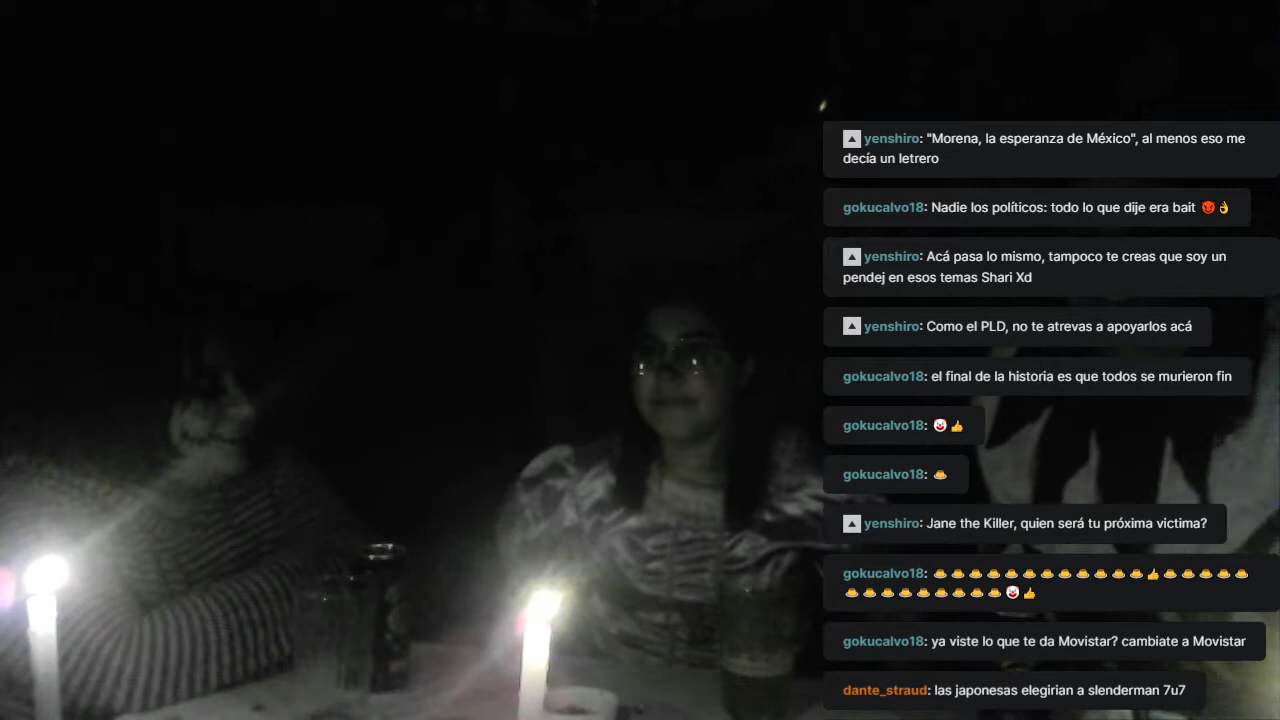 yenshiro: "Morena, la esperanza de México", al menos eso me
decía un letrero
gokucalvo18: Nadie los políticos: todo lo que dije era bait 😈👌
yenshiro: Acá pasa lo mismo, tampoco te creas que soy un
pendej en esos temas Shari Xd
yenshiro: Como el PLD, no te atrevas a apoyarlos acá
gokucalvo18: el final de la historia es que todos se murieron fin
gokucalvo18: 🤡👍
gokucalvo18: 🍮
yenshiro: Jane the Killer, quien será tu próxima victima?
gokucalvo18: 🍮🍮🍮🍮🍮🍮🍮🍮🍮🍮🍮🍮👍🍮🍮🍮🍮🍮
🍮🍮🍮🍮🍮🍮🍮🍮🍮🤡👍
gokucalvo18: ya viste lo que te da Movistar? cambiate a Movistar
dante_straud: las japonesas elegirian a slenderman 7u7